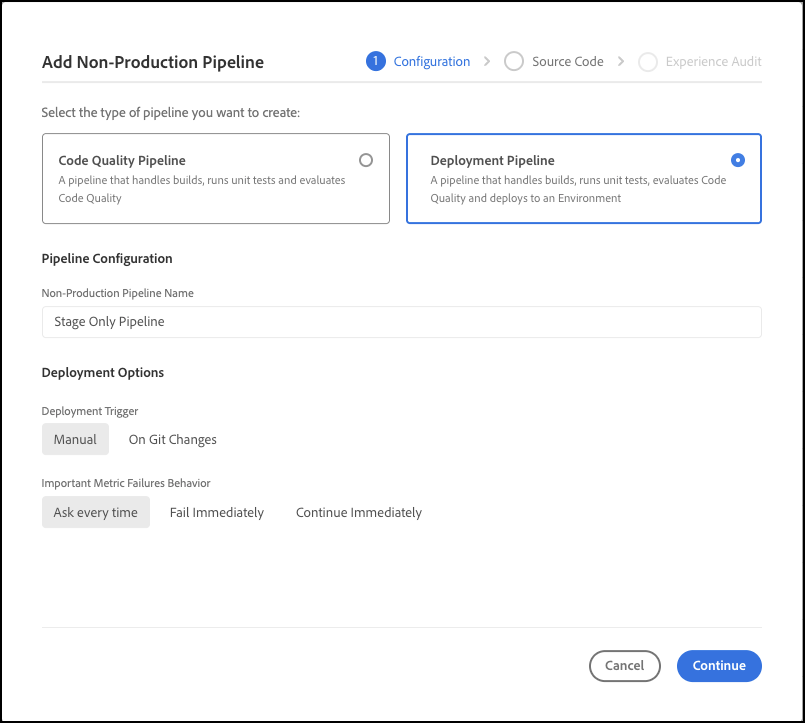 Add Non-Production Pipeline
1 Configuration > Source Code > Experience Audit
Select the type of pipeline you want to create:
Code Quality Pipeline
A pipeline that handles builds, runs unit tests and evaluates
Code Quality
Deployment Pipeline
A pipeline that handles builds, runs unit tests, evaluates Code
Quality and deploys to an Environment
Pipeline Configuration
Non-Production Pipeline Name
Stage Only Pipeline
Deployment Options
Deployment Trigger
Manual On Git Changes
Important Metric Failures Behavior
Ask every time Fail Immediately Continue Immediately
Cancel Continue